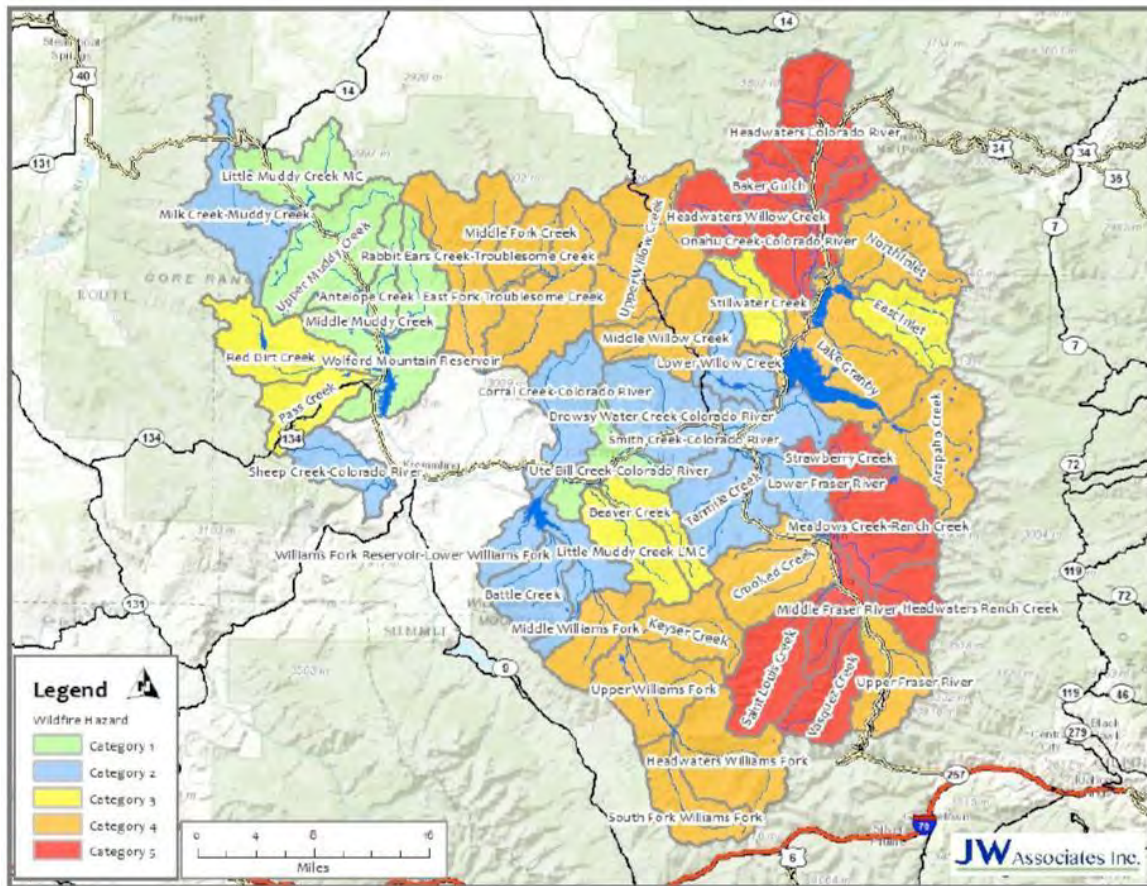 14
40
14
131
34
34
36
7
7
Headwaters Colorado River
Little Muddy Creek MC
Baker Gulch
Milk Creek-Muddy Creek
Headwaters Willow Creek
Middle Fork Creek
Onahu Creek-Colorado River
North Inlet
Upper Muddy Creek
Rabbit Ears Creek-Troublesome Creek
Upper Willow Creek
Antelope Creek
East Fork Troublesome Creek
Stillwater Creek
East Inlet
Middle Muddy Creek
Middle Willow Creek
Red Dirt Creek
Wolford Mountain Reservoir
Lower Willow Creek
Lake Granby
Pass Creek
Corral Creek-Colorado River
Drowsy Water Creek-Colorado River
Arapaho Creek
134
134
Smith Creek-Colorado River
Strawberry Creek
Sheep Creek-Colorado River
Kremmling
Ute Bill Creek-Colorado River
Lower Fraser River
72
Beaver Creek
Tenmile Creek
Meadows Creek-Ranch Creek
Williams Fork Reservoir-Lower Williams Fork
Little Muddy Creek LMC
Crooked Creek
119
72
131
Battle Creek
Middle Fraser River
Headwaters Ranch Creek
Middle Williams Fork
Keyser Creek
SUMMIT
9
Saint Louis Creek
Vasquez Creek
Upper Williams Fork
Upper Fraser River
119
46
279
Headwaters Williams Fork
South Fork Williams Fork
70
6
Legend
N
Wildfire Hazard
Category 1
Category 2
Category 3
Category 4
Category 5
0
8
16
Miles
JW Associates Inc.